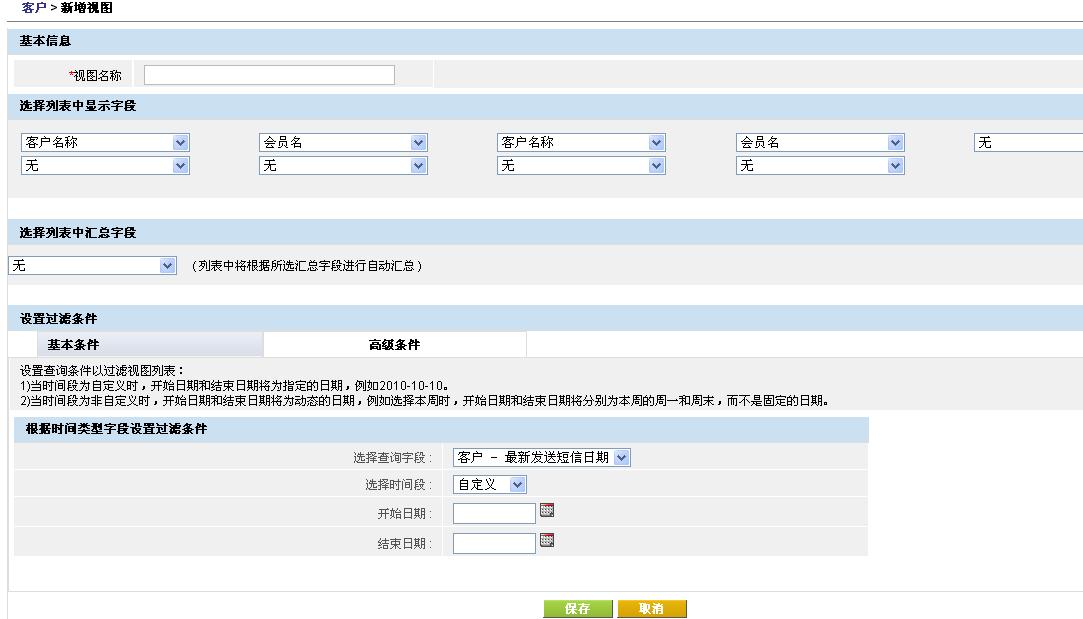 客户 > 新增视图
基本信息
*视图名称
选择列表中显示字段
客户名称 会员名 客户名称 会员名 无
无 无 无 无
选择列表中汇总字段
无 (列表中将根据所选汇总字段进行自动汇总)
设置过滤条件
基本条件 高级条件
设置查询条件以过滤视图列表：
1)当时间段为自定义时，开始日期和结束日期将为指定的日期，例如2010-10-10。
2)当时间段为非自定义时，开始日期和结束日期将为动态的日期，例如选择本周时，开始日期和结束日期将分别为本周的周一和周末，而不是固定的日期。
根据时间类型字段设置过滤条件
选择查询字段： 客户 - 最新发送短信日期
选择时间段： 自定义
开始日期：
结束日期：
保存 取消